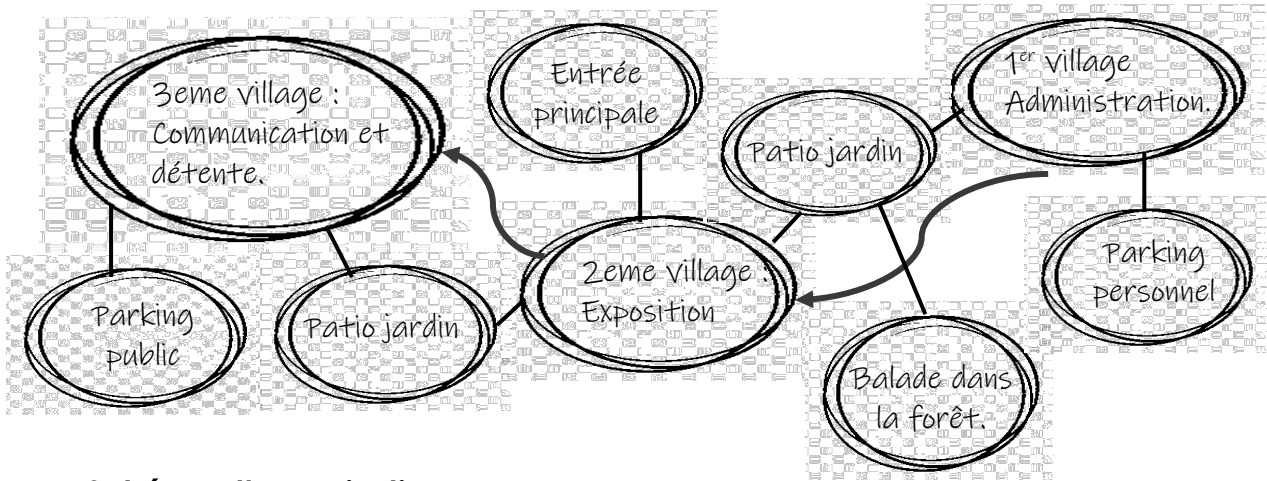 3eme village :
Communication et
détente.
Entrée
principale
Patio jardin
1er village
Administration.
Parking
public
Patio jardin
2eme village :
Exposition
Parking
personnel
Balade dans
la forêt.